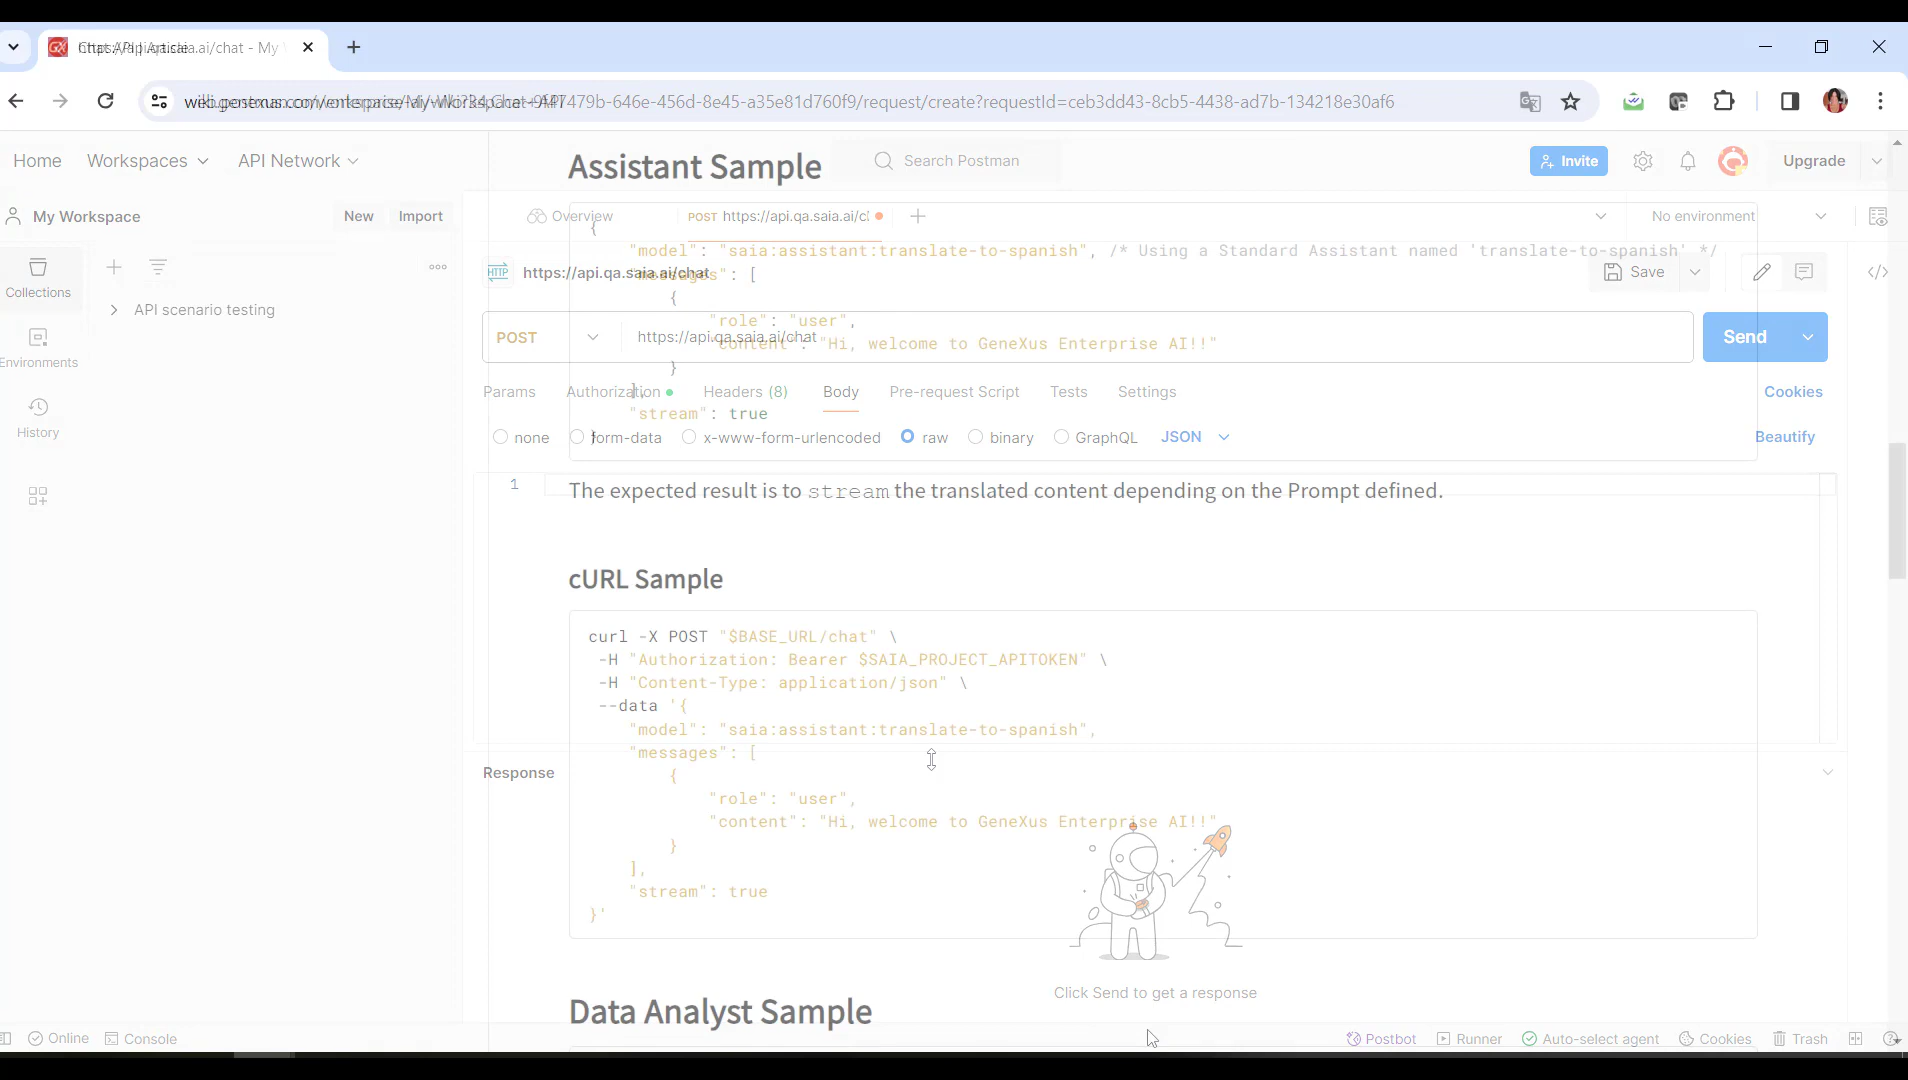 Home
Workspaces
API Network
Assistant Sample
Search Postman
Invite
Upgrade
My Workspace
New
Import
Overview
POST https://api.qa.saia.ai/cl
No environment
{
"model": "saia:assistant:translate-to-spanish", /* Using a Standard Assistant named 'translate-to-spanish' */
HTTP https://api.qa.saia.ai/chat
"messages": [
Save
</>
Collections
API scenario testing
{
"role": "user",
POST
https://api.qa.saia.ai/chat
"content": "Hi, welcome to GeneXus Enterprise AI!!"
Send
Environments
}
Params
Authorization
Headers (8)
Body
Pre-request Script
Tests
Settings
Cookies
],
"stream": true
History
}
none
form-data
x-www-form-urlencoded
raw
binary
GraphQL
JSON
Beautify
1
The expected result is to stream the translated content depending on the Prompt defined.
cURL Sample
curl -X POST "$BASE_URL/chat" \
-H "Authorization: Bearer $SAIA_PROJECT_APITOKEN" \
-H "Content-Type: application/json" \
--data '{
"model": "saia:assistant:translate-to-spanish",
"messages": [
Response
{
"role": "user",
"content": "Hi, welcome to GeneXus Enterprise AI!!"
}
],
"stream": true
}'
Click Send to get a response
Data Analyst Sample
Online
Console
Postbot
Runner
Auto-select agent
Cookies
Trash